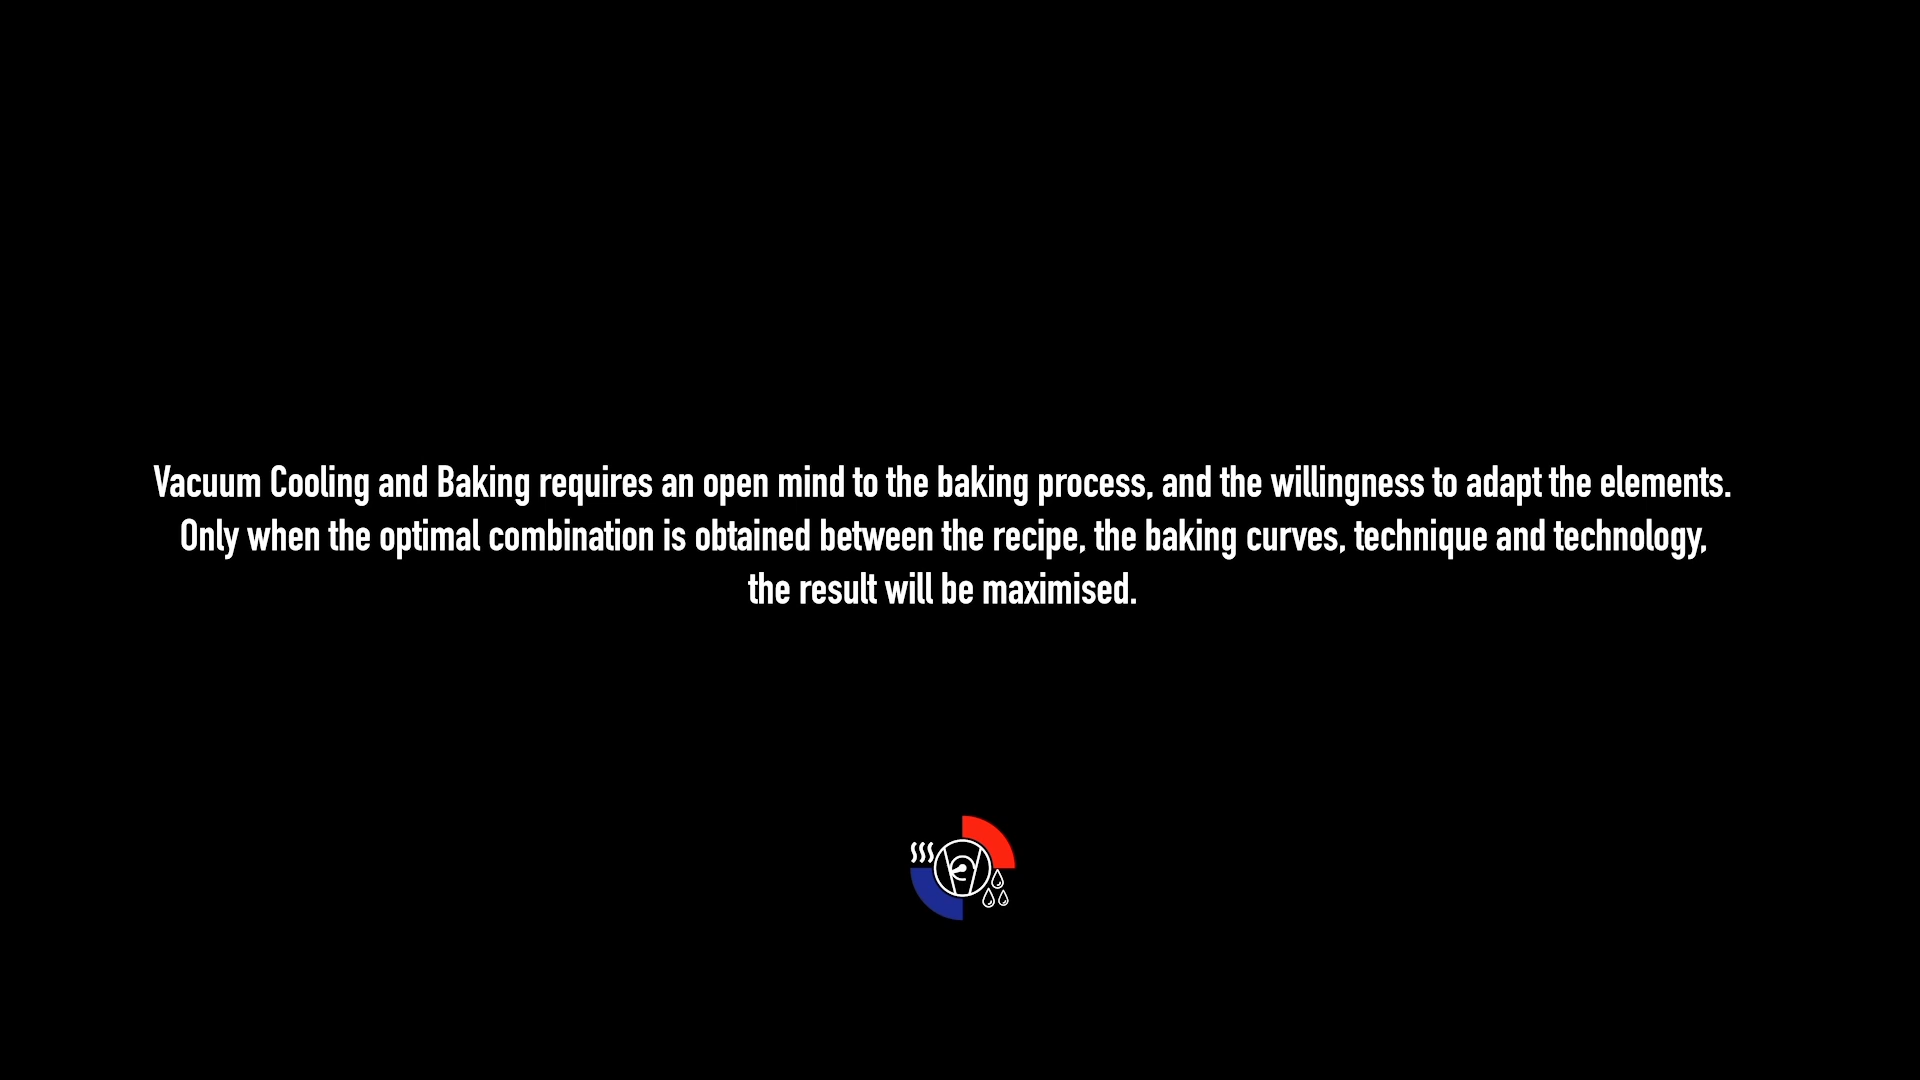 Vacuum Cooling and Baking requires an open mind to the baking process, and the willingness to adapt the elements.
Only when the optimal combination is obtained between the recipe, the baking curves, technique and technology,
the result will be maximised.